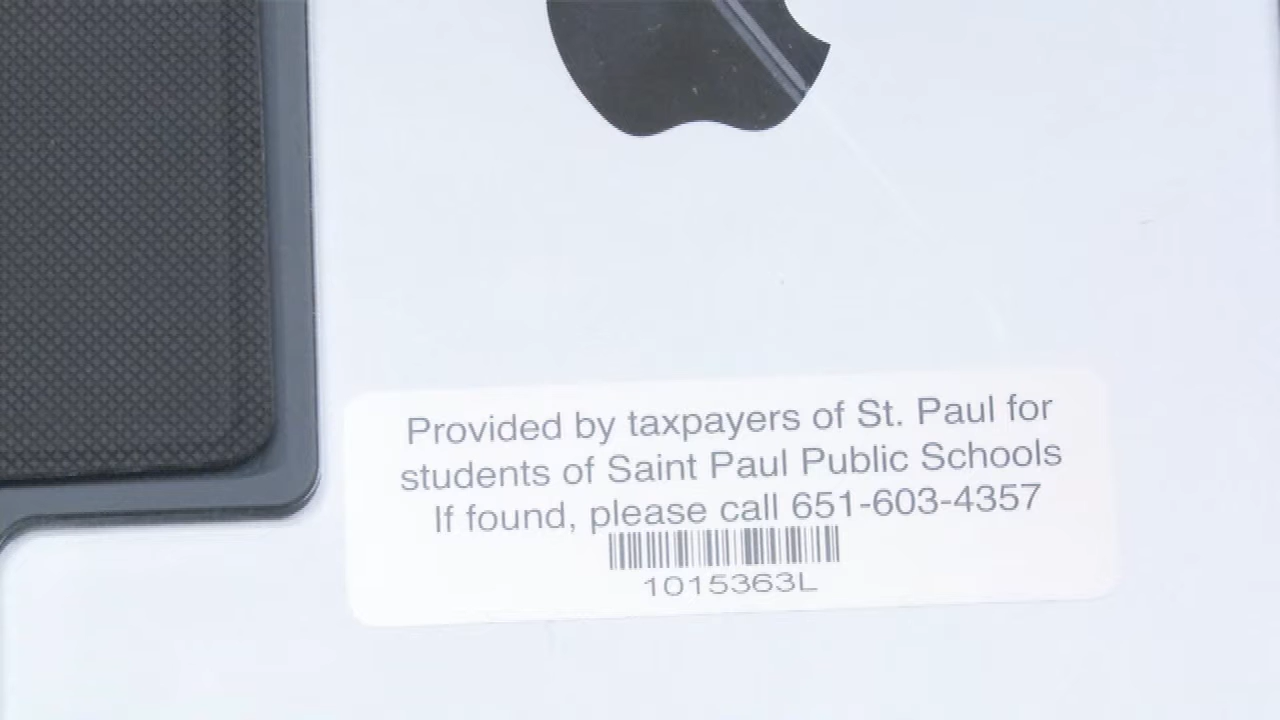 Provided by taxpayers of St. Paul for
students of Saint Paul Public Schools
If found, please call 651-603-4357
1015363L